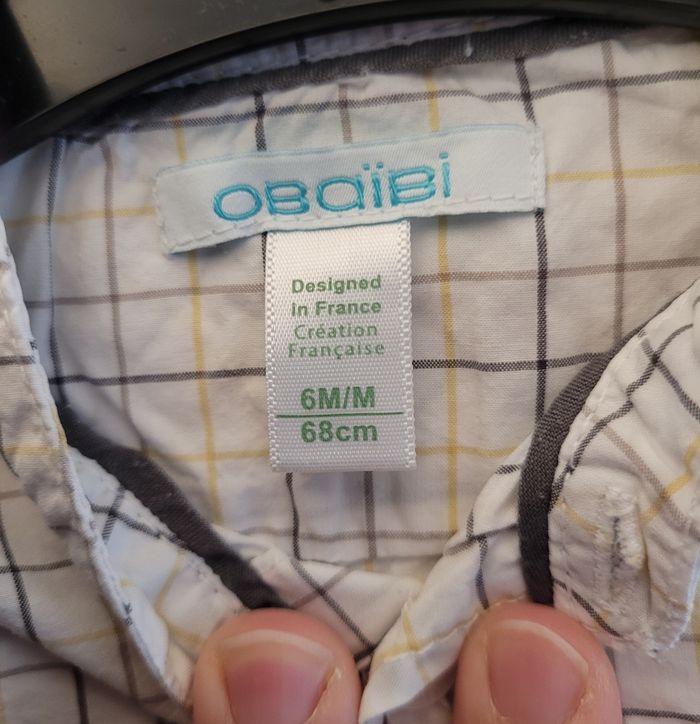 OBaïBi
Designed
in France
Création
Française
6M/M
68cm